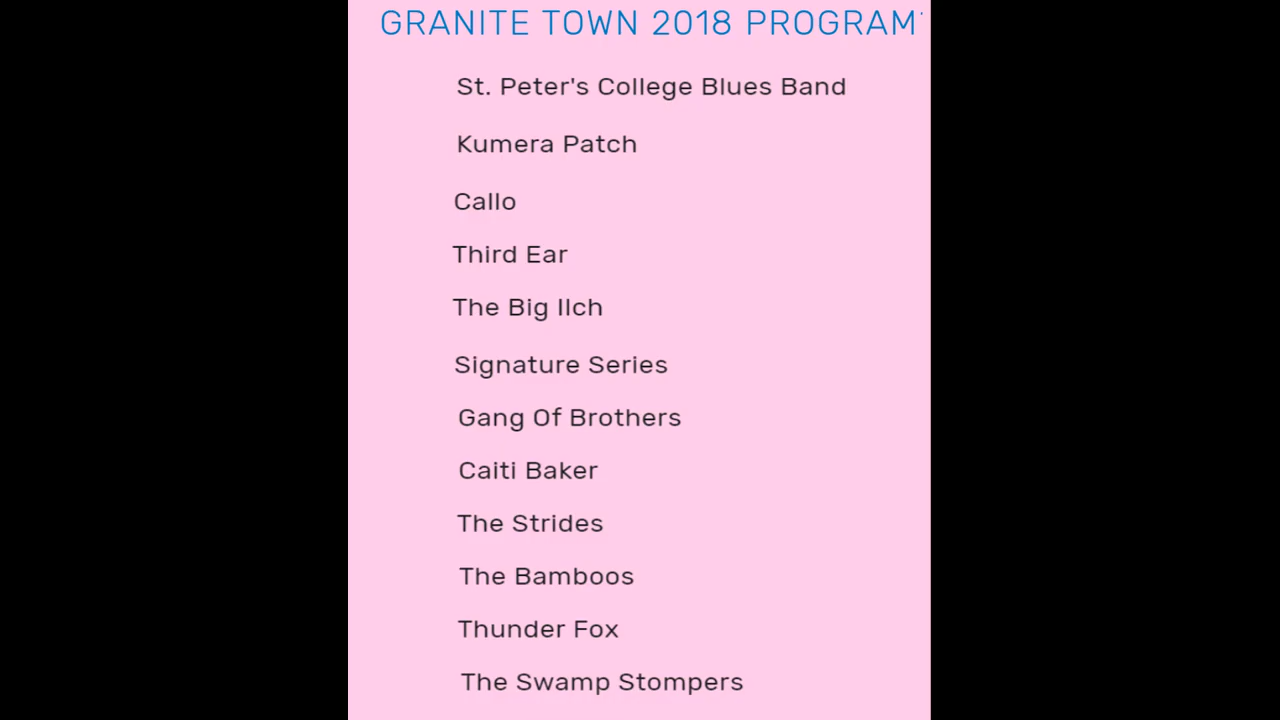 GRANITE TOWN 2018 PROGRAM
St. Peter's College Blues Band
Kumera Patch
Callo
Third Ear
The Big Ilch
Signature Series
Gang Of Brothers
Caiti Baker
The Strides
The Bamboos
Thunder Fox
The Swamp Stompers